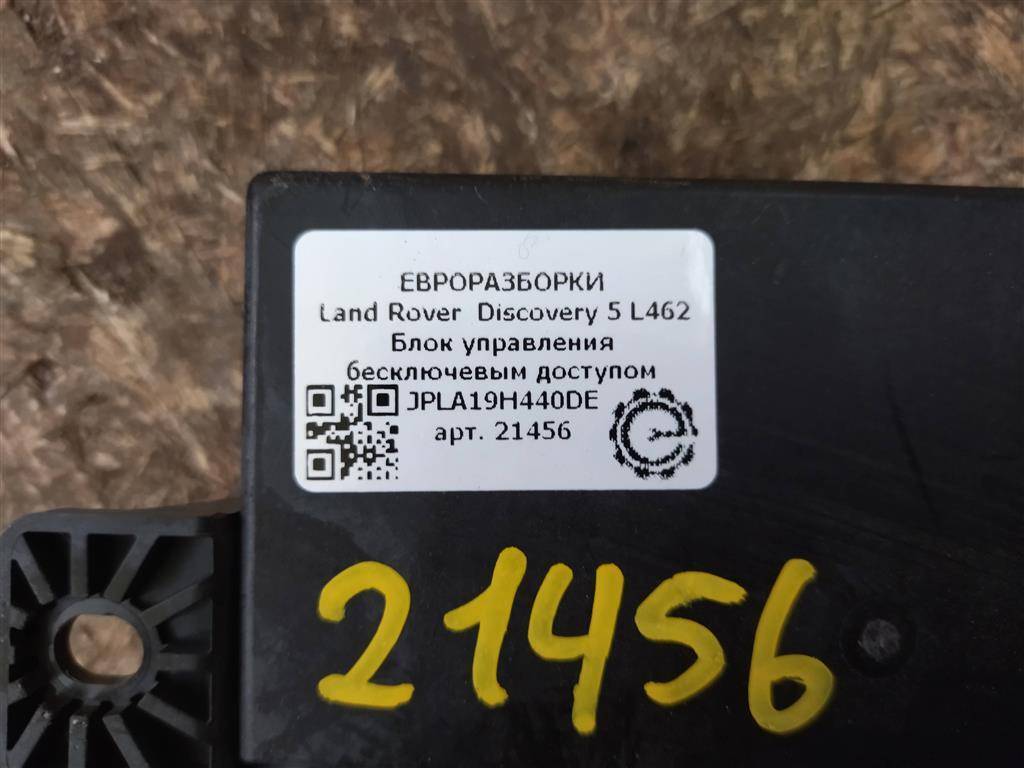 ЕВРОРАЗБОРКИ
Land Rover Discovery 5 L462
Блок управления
бесключевым доступом
JPLA19H440DE
арт. 21456
21456